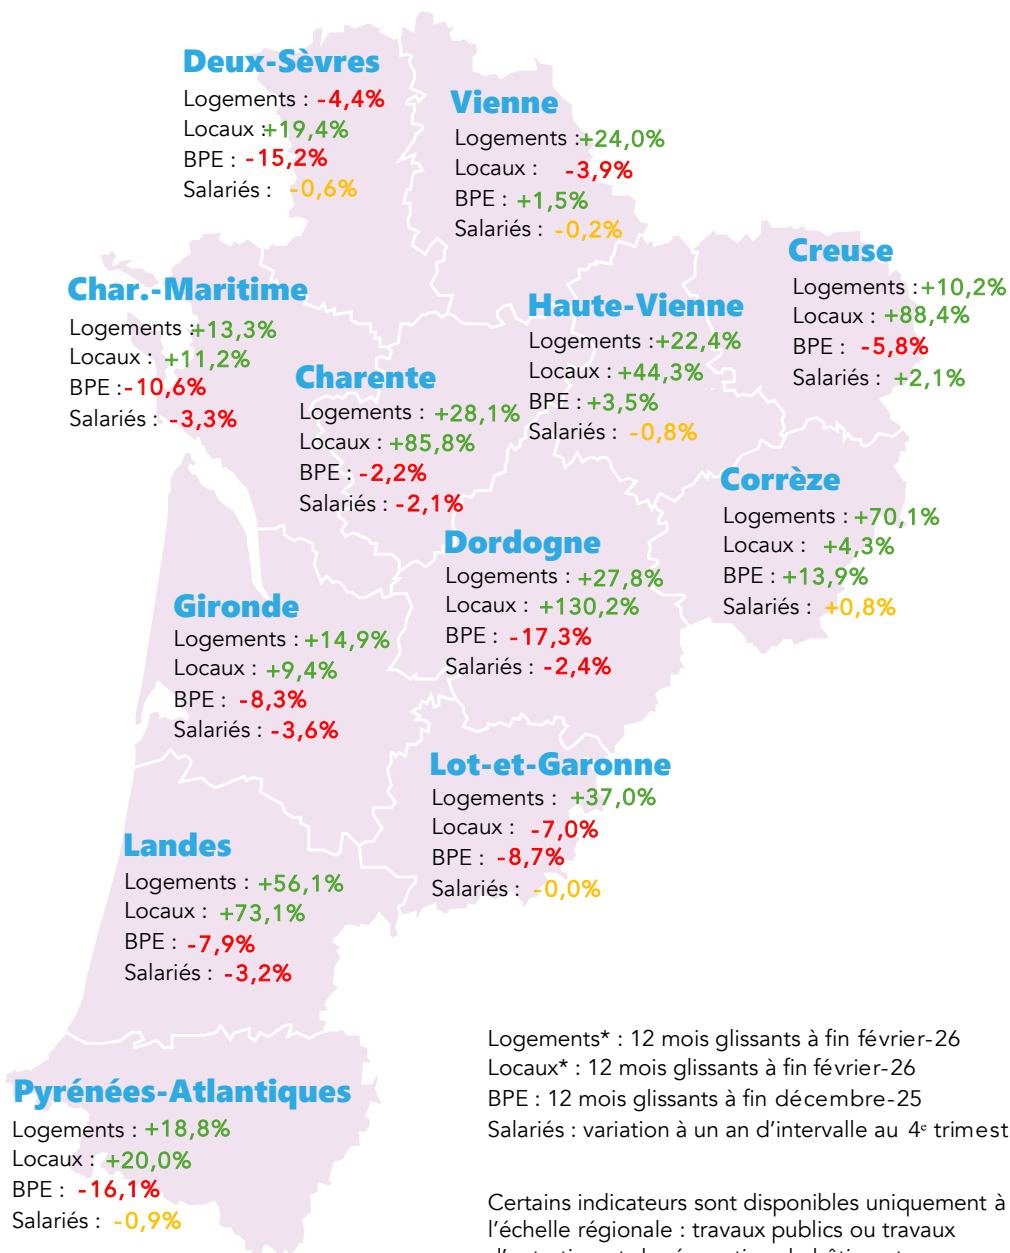 Deux-Sèvres
Logements : -4,4%
Locaux :+19,4%
BPE : -15,2%
Salariés : -0,6%
Vienne
Logements :+24,0%
Locaux : -3,9%
BPE : +1,5%
Salariés : -0,2%
Creuse
Logements :+10,2%
Locaux : +88,4%
BPE : -5,8%
Salariés : +2,1%
Char.-Maritime
Logements :+13,3%
Locaux : +11,2%
BPE :-10,6%
Salariés : -3,3%
Haute-Vienne
Logements :+22,4%
Locaux : +44,3%
BPE : +3,5%
Salariés : -0,8%
Charente
Logements : +28,1%
Locaux : +85,8%
BPE : -2,2%
Salariés : -2,1%
Corrèze
Logements : +70,1%
Locaux : +4,3%
BPE : +13,9%
Salariés : +0,8%
Dordogne
Logements : +27,8%
Locaux : +130,2%
BPE : -17,3%
Salariés : -2,4%
Gironde
Logements : +14,9%
Locaux : +9,4%
BPE : -8,3%
Salariés : -3,6%
Lot-et-Garonne
Logements : +37,0%
Locaux : -7,0%
BPE : -8,7%
Salariés : -0,0%
Landes
Logements : +56,1%
Locaux : +73,1%
BPE : -7,9%
Salariés : -3,2%
Pyrénées-Atlantiques
Logements : +18,8%
Locaux : +20,0%
BPE : -16,1%
Salariés : -0,9%
Logements* : 12 mois glissants à fin février-26
Locaux* : 12 mois glissants à fin février-26
BPE : 12 mois glissants à fin décembre-25
Salariés : variation à un an d'intervalle au 4e trimest
Certains indicateurs sont disponibles uniquement à
l'échelle régionale : travaux publics ou travaux